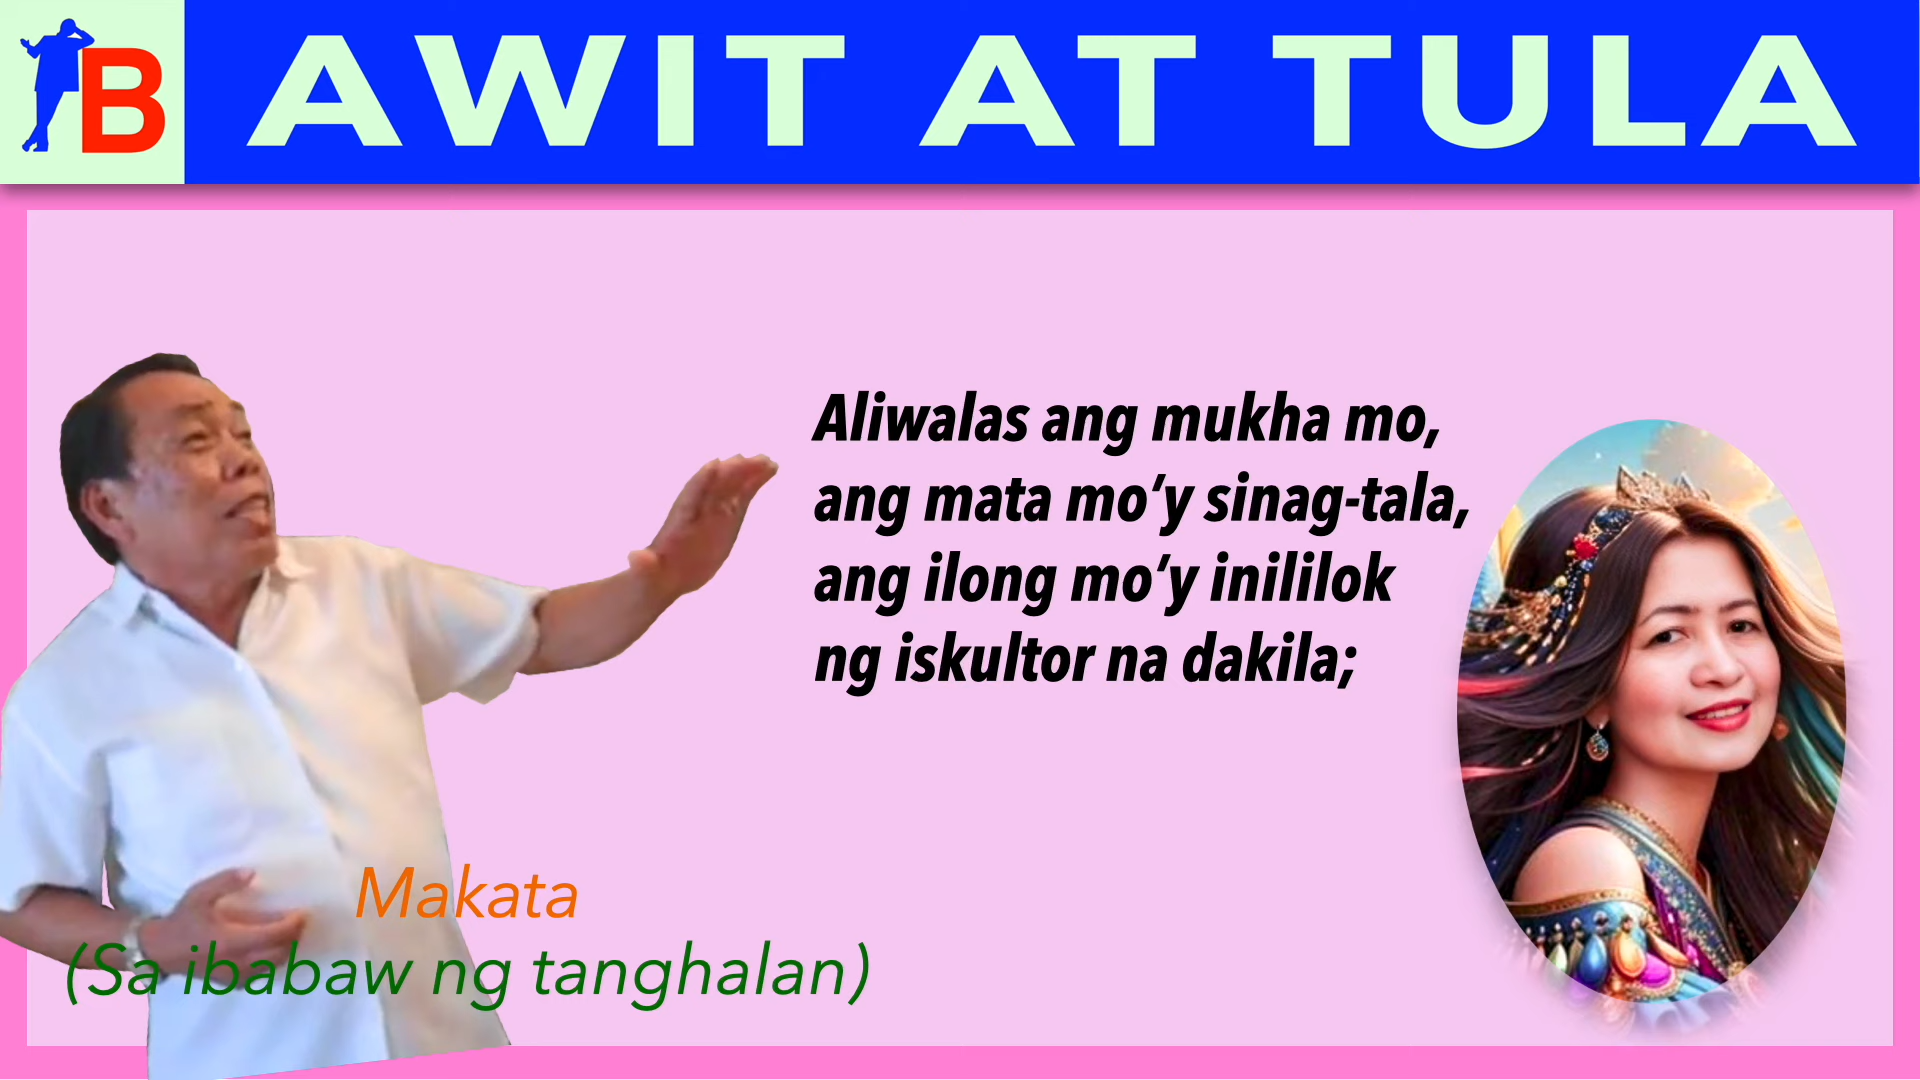 B AWIT AT TULA
Aliwalas ang mukha mo,
ang mata mo’y sinag-tala,
ang ilong mo’y inililok
ng iskultor na dakila;
Makata
(Sa ibabaw ng tanghalan)